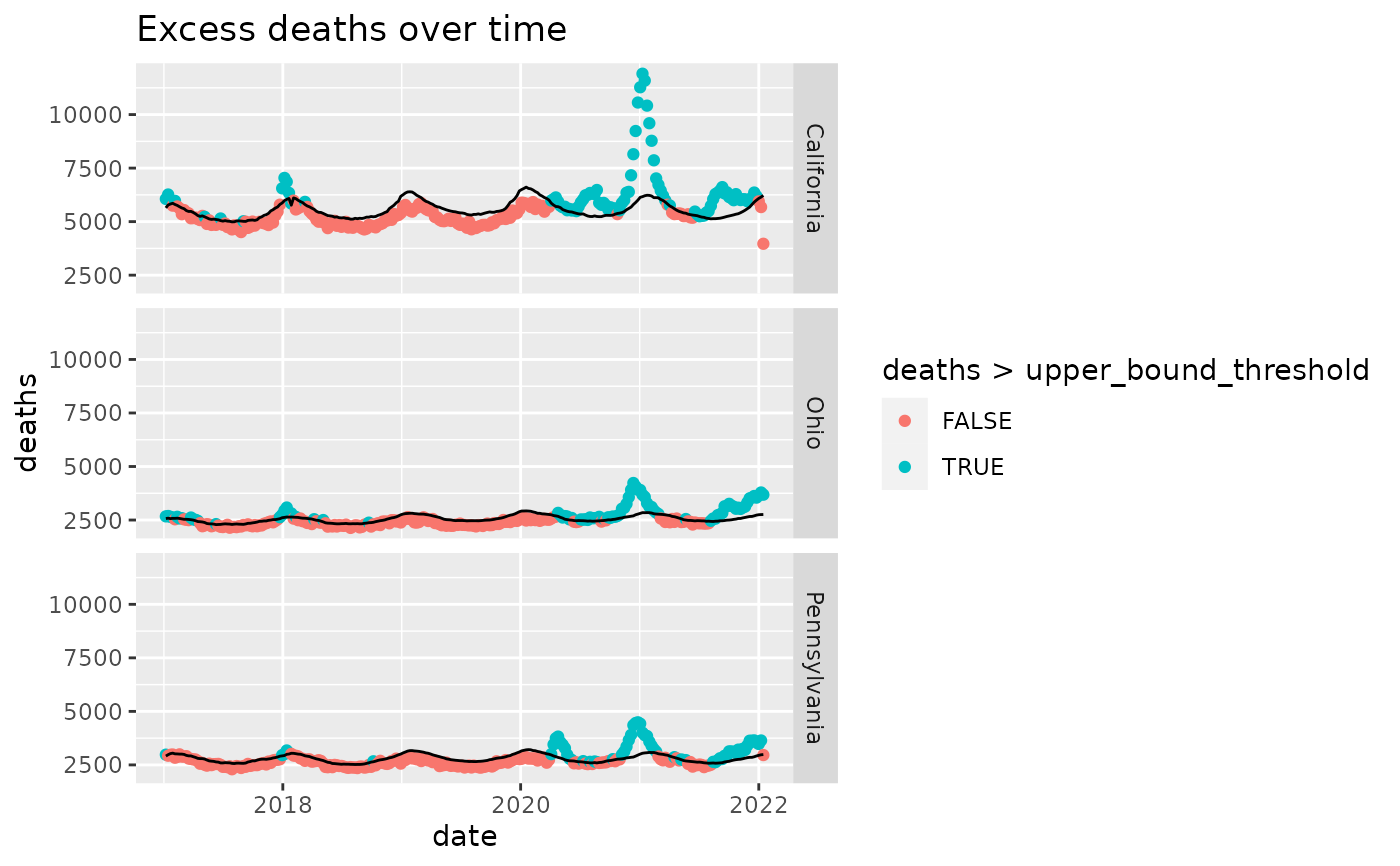 Excess deaths over time
10000
7500
5000
2500
California
10000
7500
5000
2500
Ohio
10000
7500
5000
2500
Pennsylvania
2018
2020
2022
date
deaths
deaths > upper_bound_threshold
FALSE
TRUE